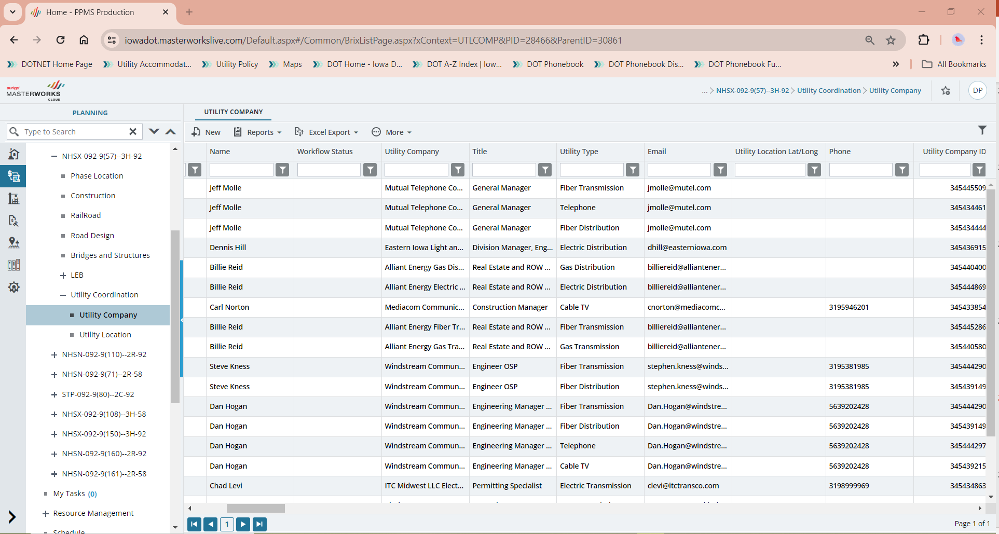 Home - PPMS Production
iowadot.masterworkslive.com/Default.aspx#/Common/BrixListPage.aspx?xContext=UTLCOMP&PID=28466&ParentID=30861
DOTNET Home Page Utility Accommodat... Utility Policy Maps DOT Home - Iowa D... DOT A-Z Index | Iow... DOT Phonebook DOT Phonebook Dis... DOT Phonebook Fu... » All Bookmarks
aurigo
MASTERWORKS
CLOUD
... > NHSX-092-9(57)--3H-92 > Utility Coordination > Utility Company DP
PLANNING
Type to Search
NHSX-092-9(57)--3H-92
Phase Location
Construction
RailRoad
Road Design
Bridges and Structures
LEB
Utility Coordination
Utility Company
Utility Location
NHSN-092-9(110)--2R-92
NHSN-092-9(71)--2R-58
STP-092-9(80)--2C-92
NHSX-092-9(108)--3H-58
NHSX-092-9(150)--3H-92
NHSN-092-9(160)--2R-92
NHSN-092-9(161)--2R-58
My Tasks (0)
Resource Management
Schedule
UTILITY COMPANY
New Reports Excel Export More
Name Workflow Status Utility Company Title Utility Type Email Utility Location Lat/Long Phone Utility Company ID
Jeff Molle Mutual Telephone Co... General Manager Fiber Transmission jmolle@mutel.com 345445509
Jeff Molle Mutual Telephone Co... General Manager Telephone jmolle@mutel.com 345434461
Jeff Molle Mutual Telephone Co... General Manager Fiber Distribution jmolle@mutel.com 345434444
Dennis Hill Eastern Iowa Light an... Division Manager, Eng... Electric Distribution dhill@easterniowa.com 345436915
Billie Reid Alliant Energy Gas Dis... Real Estate and ROW ... Gas Distribution billiereid@alliantener... 345440400
Billie Reid Alliant Energy Electric ... Real Estate and ROW ... Electric Distribution billiereid@alliantener... 345444869
Carl Norton Mediacom Communic... Construction Manager Cable TV cnorton@mediacomc... 3195946201 345433854
Billie Reid Alliant Energy Fiber Tr... Real Estate and ROW ... Fiber Transmission billiereid@alliantener... 345445286
Billie Reid Alliant Energy Gas Tra... Real Estate and ROW ... Gas Transmission billiereid@alliantener... 345440580
Steve Kness Windstream Commun... Engineer OSP Fiber Transmission stephen.kness@winds... 3195381985 345444290
Steve Kness Windstream Commun... Engineer OSP Fiber Distribution stephen.kness@winds... 3195381985 345439149
Dan Hogan Windstream Commun... Engineering Manager ... Fiber Transmission Dan.Hogan@windstre... 5639202428 345444290
Dan Hogan Windstream Commun... Engineering Manager ... Fiber Distribution Dan.Hogan@windstre... 5639202428 345439149
Dan Hogan Windstream Commun... Engineering Manager ... Telephone Dan.Hogan@windstre... 5639202428 345444297
Dan Hogan Windstream Commun... Engineering Manager ... Cable TV Dan.Hogan@windstre... 5639202428 345439215
Chad Levi ITC Midwest LLC Elect... Permitting Specialist Electric Transmission clevi@itctransco.com 3198999969 345434863
1
Page 1 of 1